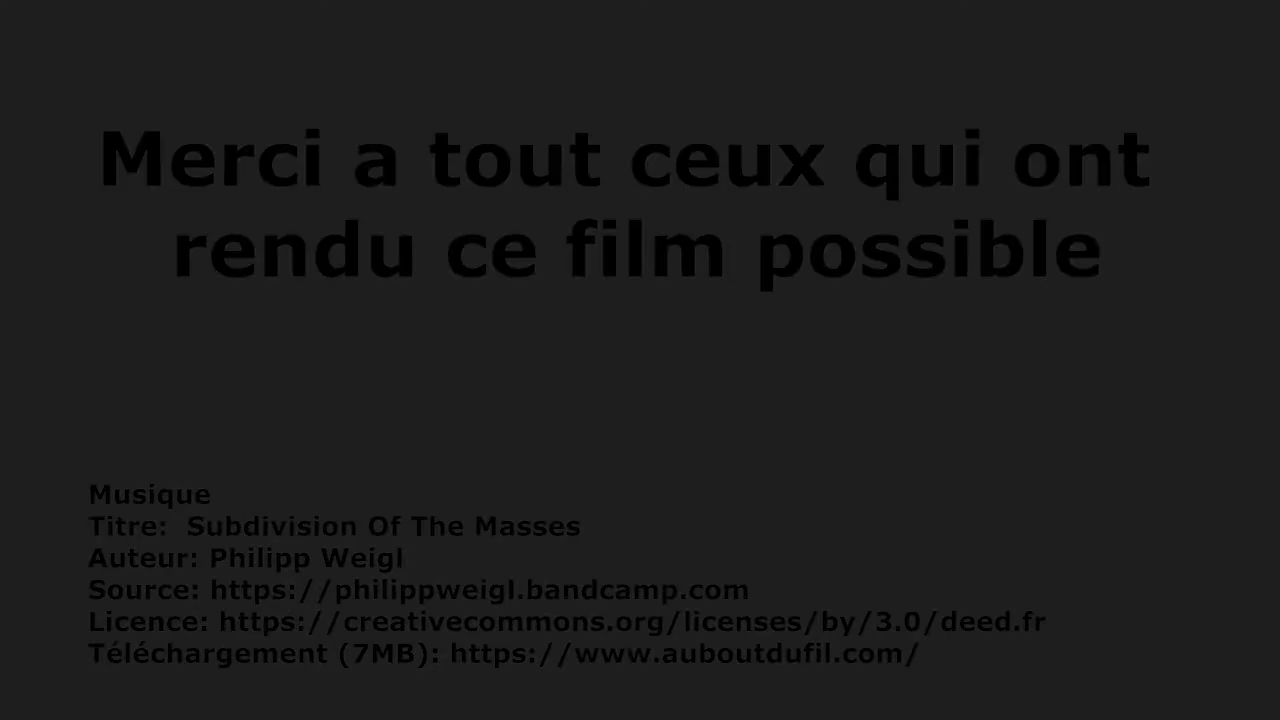 Merci a tout ceux qui ont
rendu ce film possible
Musique
Titre:  Subdivision Of The Masses
Auteur: Philipp Weigl
Source: https://philippweigl.bandcamp.com
Licence: https://creativecommons.org/licenses/by/3.0/deed.fr
Téléchargement (7MB): https://www.auboutdufil.com/